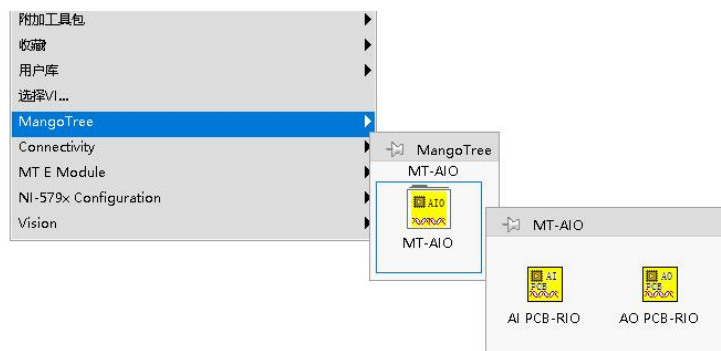 附加工具包
收藏
用户库
选择VI...
MangoTree
Connectivity
MT E Module
NI-579x Configuration
Vision
MangoTree
MT-AIO
AIO
MT-AIO
MT-AIO
AI
PCB
AI PCB-RIO
AO
PCB
AO PCB-RIO